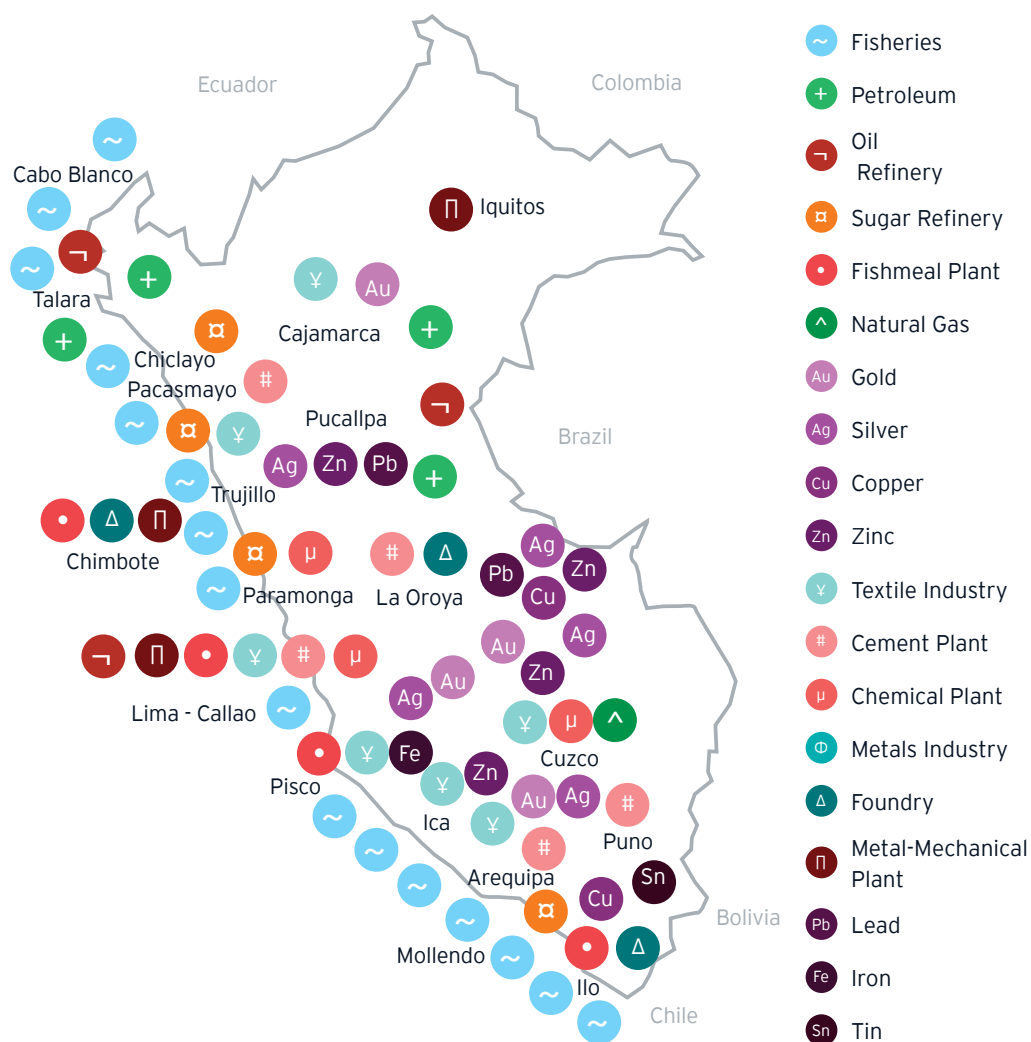 Ecuador
Colombia
~
Cabo Blanco
~
П
Iquitos
~
¬
Talara
+
¥
Au
Cajamarca
+
+
¤
~
Chiclayo
Pacasmayo
#
¬
~
¤
¥
Pucallpa
Brazil
Ag
Zn
Pb
+
~
Trujillo
•
Δ
П
~
Chimbote
¤
μ
Paramonga
#
Δ
La Oroya
~
Ag
Pb
Zn
Cu
¬
П
•
¥
#
μ
Lima - Callao
~
Au
Ag
Au
Zn
Ag
¥
μ
^
Cuzco
•
¥
Fe
Pisco
¥
Zn
Ica
Au
Ag
#
Puno
~
¥
~
#
Arequipa
~
Sn
Cu
¤
Bolivia
~
Mollendo
•
Δ
~
Ilo
~
Chile
~
~ Fisheries
+ Petroleum
¬ Oil
Refinery
¤ Sugar Refinery
• Fishmeal Plant
^ Natural Gas
Au Gold
Ag Silver
Cu Copper
Zn Zinc
¥ Textile Industry
# Cement Plant
μ Chemical Plant
Φ Metals Industry
Δ Foundry
П Metal-Mechanical
Plant
Pb Lead
Fe Iron
Sn Tin